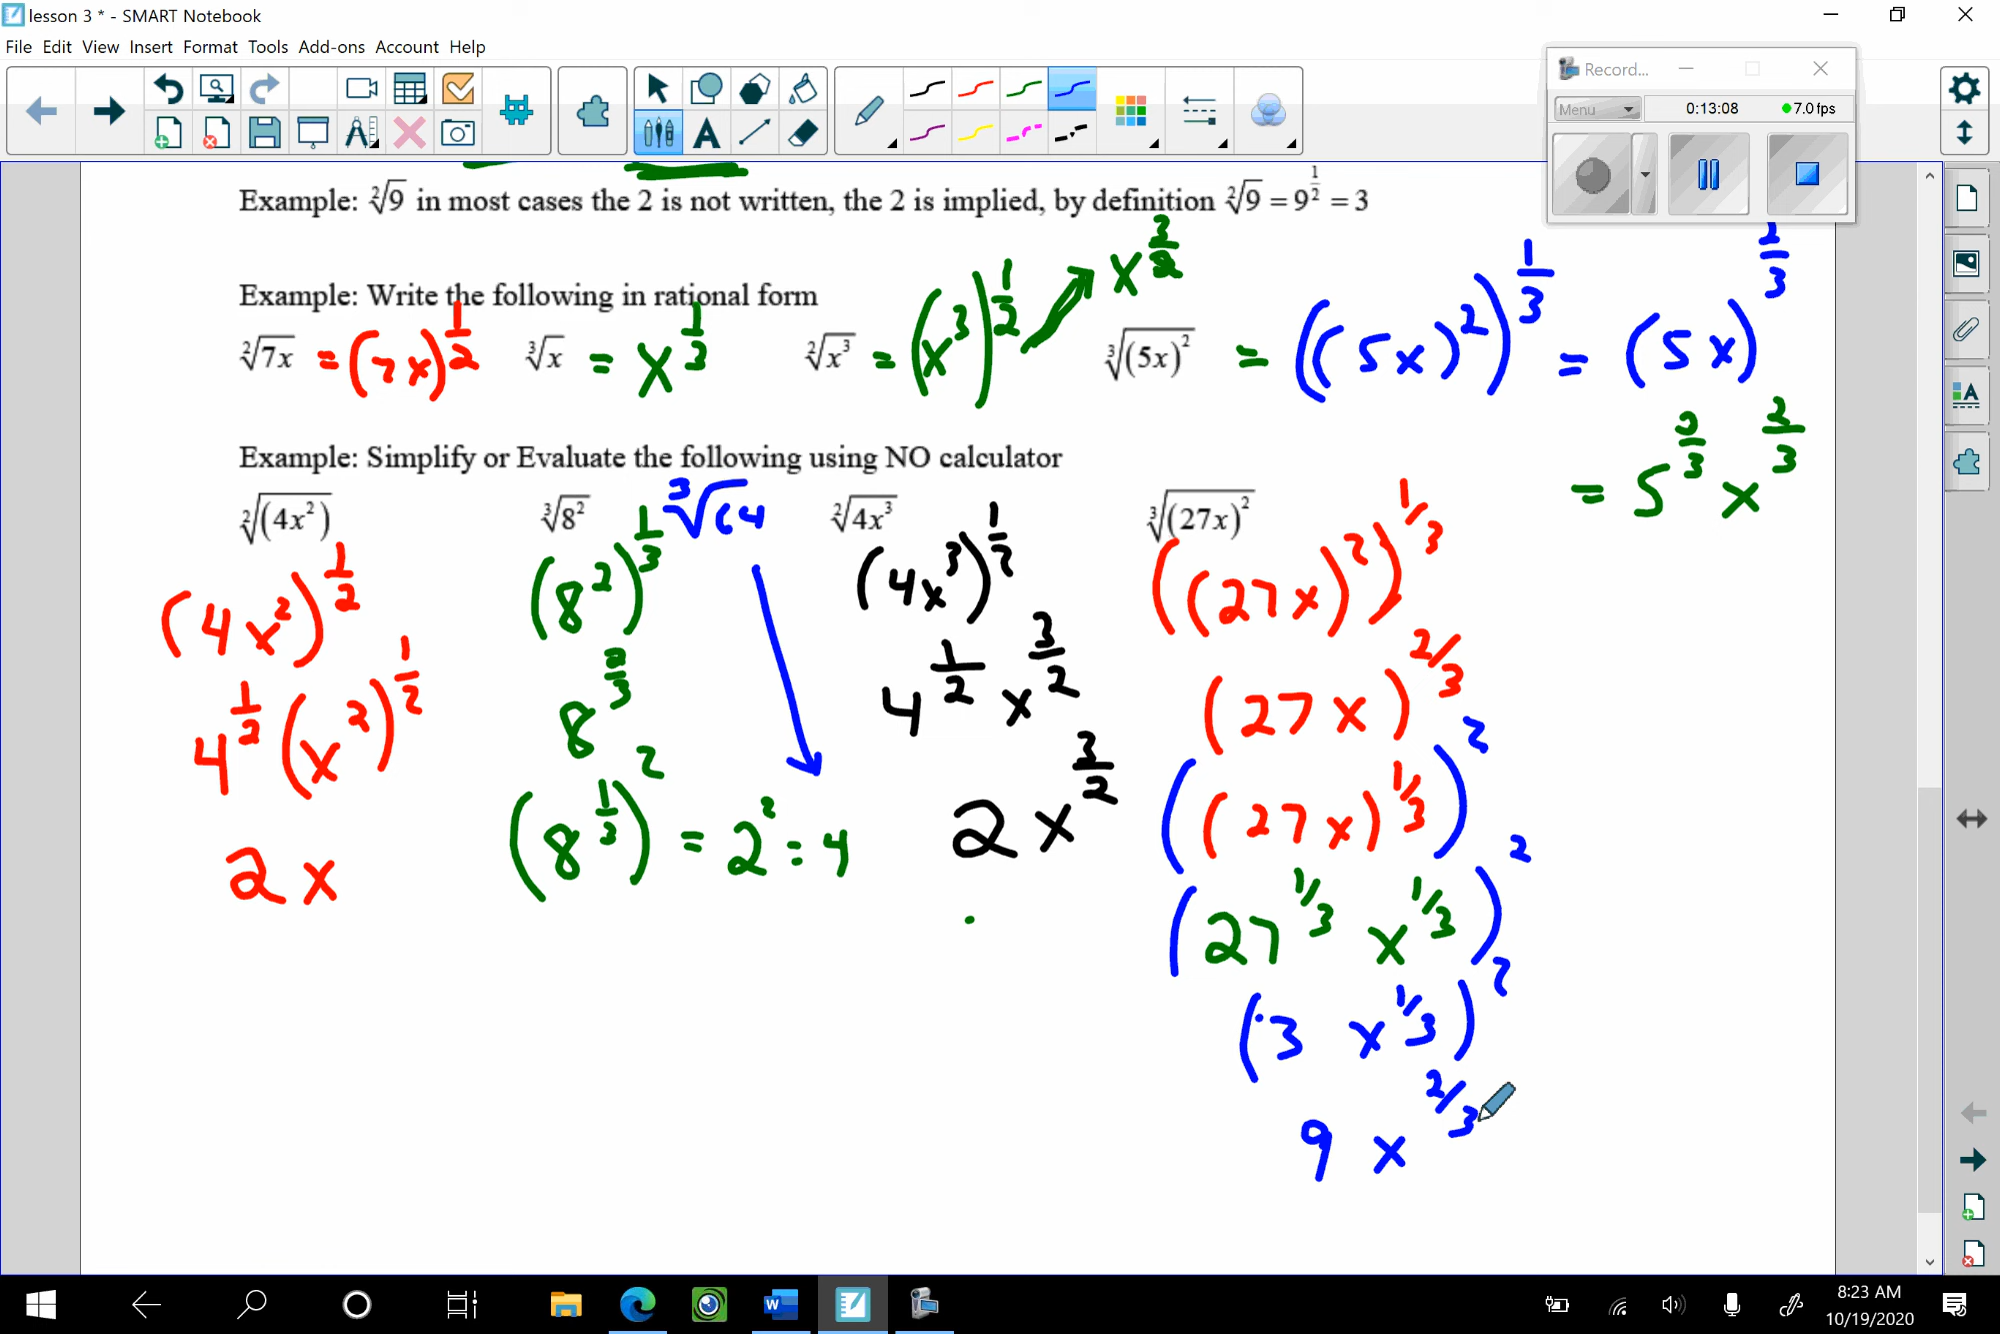 lesson 3 * - SMART Notebook
File Edit View Insert Format Tools Add-ons Account Help
Record...
Menu 0:13:08 7.0 fps
Example: ²√9 in most cases the 2 is not written, the 2 is implied, by definition ²√9 = 9^(1/2) = 3
Example: Write the following in rational form
²√(7x) = (7x)^(1/2) ³√x = x^(1/3) ²√(x³) = (x³)^(1/2) x^(3/2) ³√((5x)²) = ((5x)²)^(1/3) = (5x)^(2/3)
= 5^(2/3) x^(2/3)
Example: Simplify or Evaluate the following using NO calculator
²√((4x²)) ³√(8²) ³√64 ²√(4x³) ³√((27x)²)
(4x²)^(1/2) (8²)^(1/3) (4x³)^(1/2) ((27x)²)^(1/3)
4^(1/2) (x²)^(1/2) 8^(2/3) 4^(1/2) x^(3/2) (27x)^(2/3)
2x (8^(1/3))² = 2² = 4 2x^(3/2) ((27x)^(1/3))²
(27^(1/3) x^(1/3))²
(3 x^(1/3))²
9 x^(2/3)
8:23 AM
10/19/2020